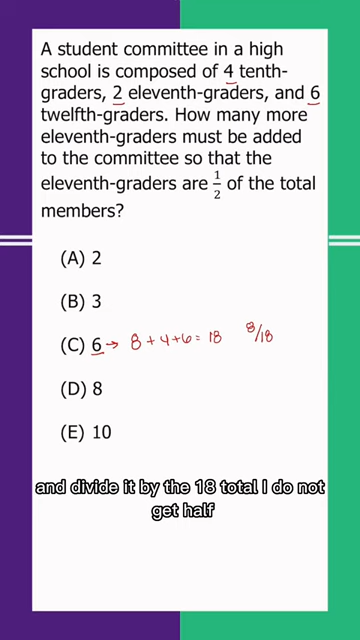 A student committee in a high
school is composed of 4 tenth-
graders, 2 eleventh-graders, and 6
twelfth-graders. How many more
eleventh-graders must be added
to the committee so that the
eleventh-graders are 1/2 of the total
members?
(A) 2
(B) 3
(C) 6 → 8 + 4 + 6 = 18 8/18
(D) 8
(E) 10
and divide it by the 18 total I do not
get half